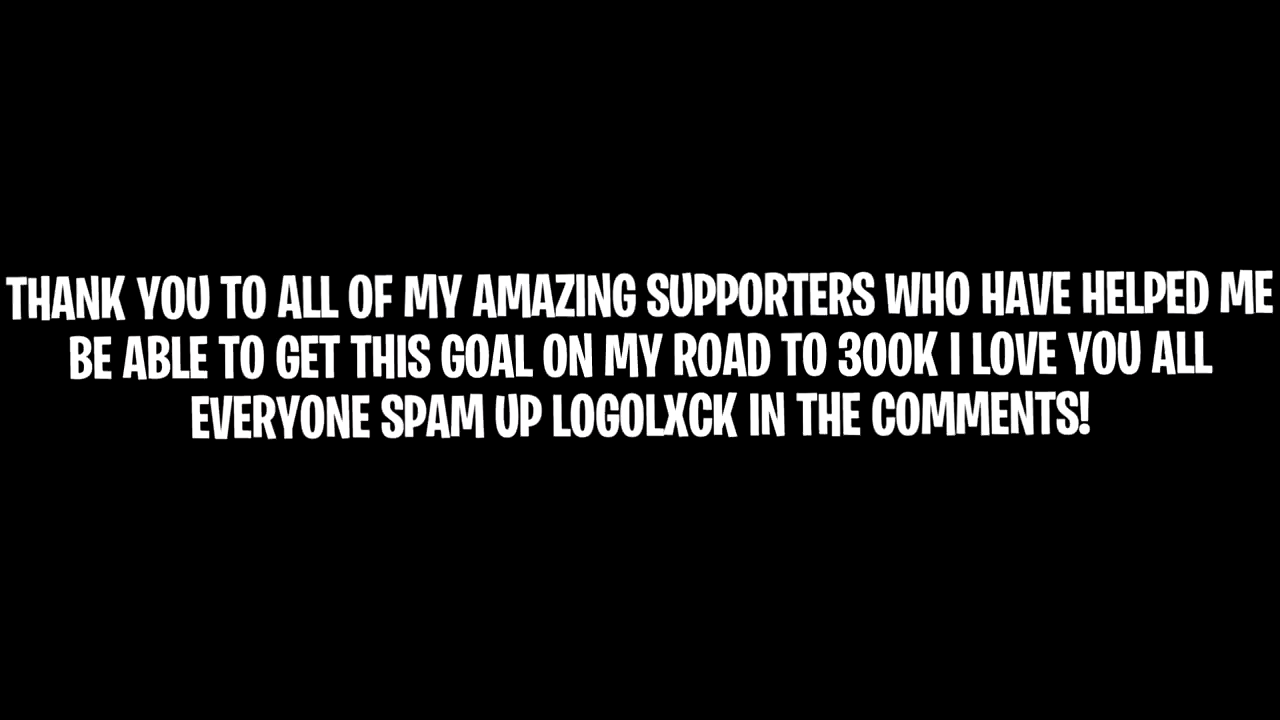 THANK YOU TO ALL OF MY AMAZING SUPPORTERS WHO HAVE HELPED ME
BE ABLE TO GET THIS GOAL ON MY ROAD TO 300K I LOVE YOU ALL
EVERYONE SPAM UP LOGOLXCK IN THE COMMENTS!